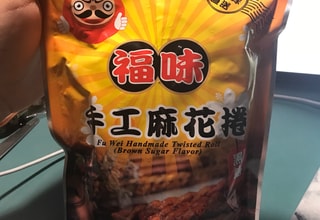 福味
手工麻花捲
Fu Wei Handmade Twisted Roll
(Brown Sugar Flavor)